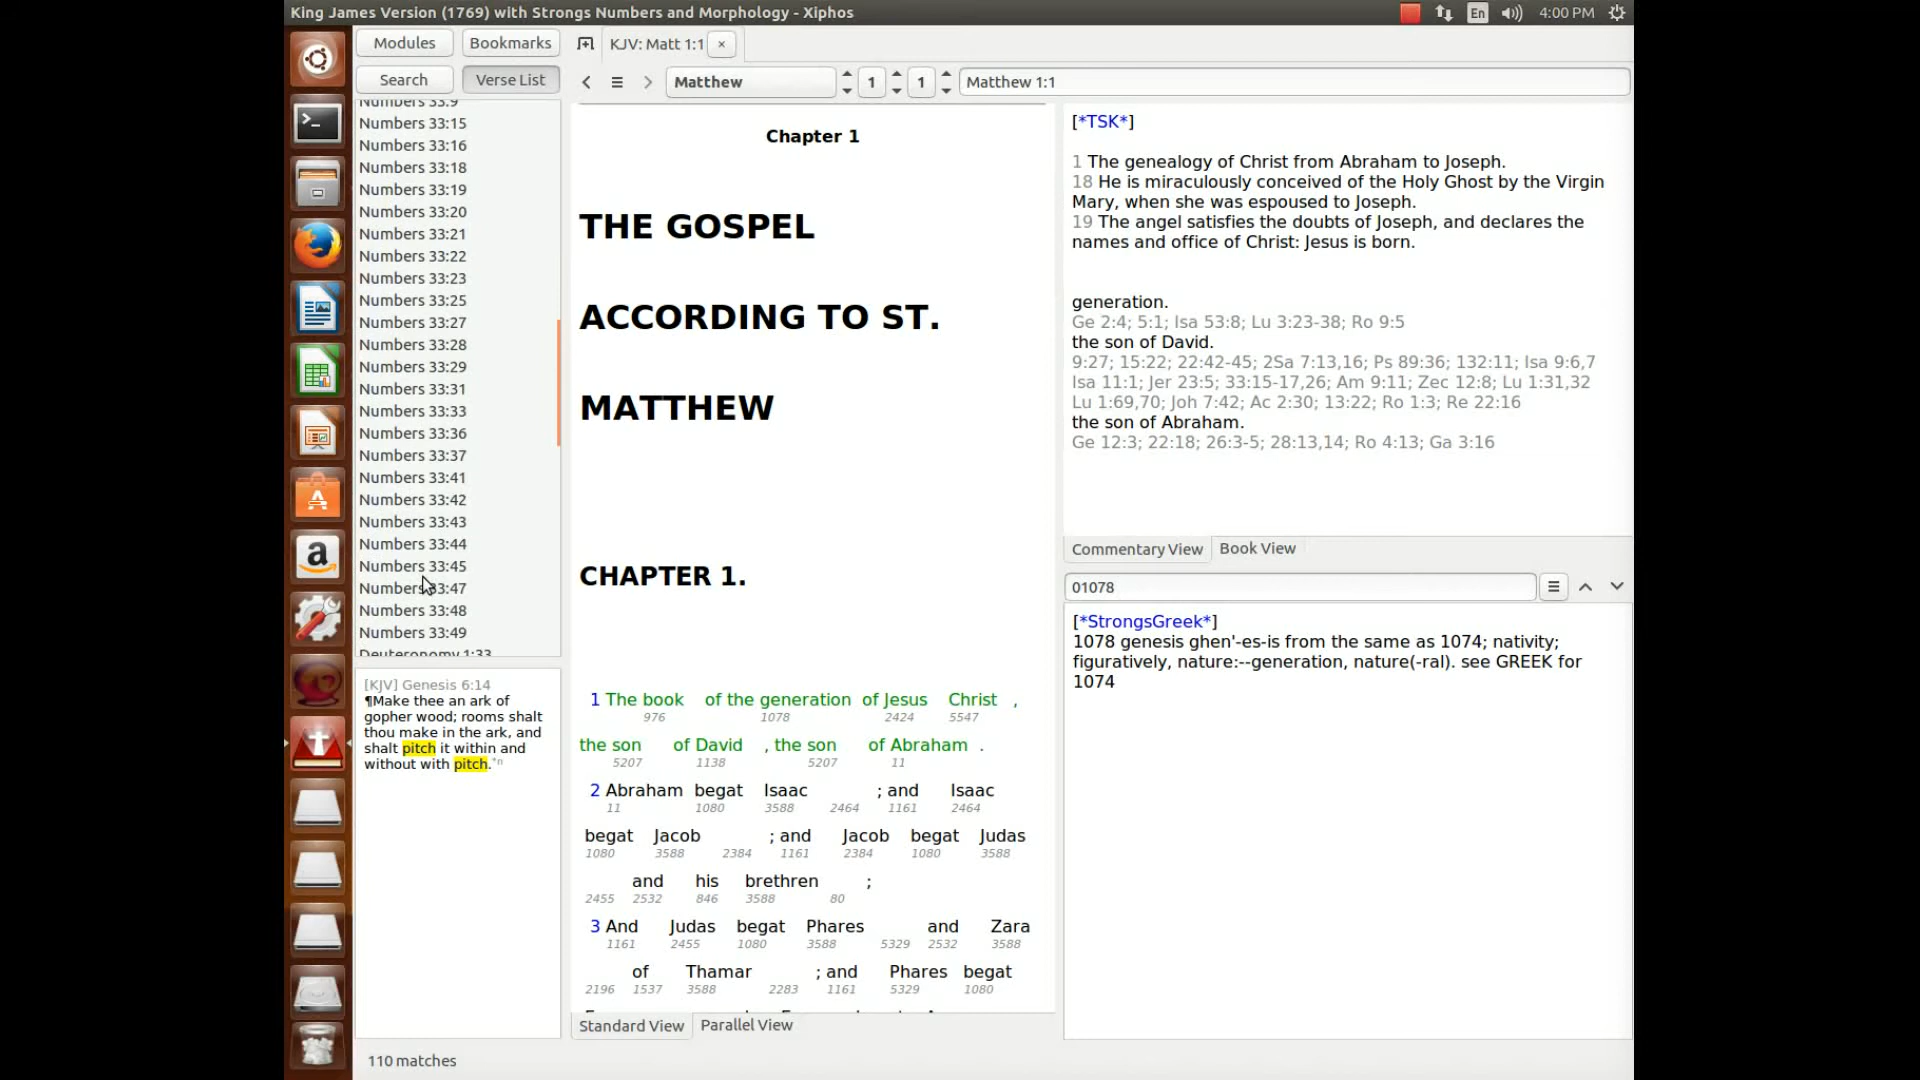 King James Version (1769) with Strongs Numbers and Morphology - Xiphos
En
4:00 PM
Modules
Bookmarks
Search
Verse List
KJV: Matt 1:1
Matthew
1
1
Matthew 1:1
Numbers 33:9
Numbers 33:15
Numbers 33:16
Numbers 33:18
Numbers 33:19
Numbers 33:20
Numbers 33:21
Numbers 33:22
Numbers 33:23
Numbers 33:25
Numbers 33:27
Numbers 33:28
Numbers 33:29
Numbers 33:31
Numbers 33:33
Numbers 33:36
Numbers 33:37
Numbers 33:41
Numbers 33:42
Numbers 33:43
Numbers 33:44
Numbers 33:45
Numbers 33:47
Numbers 33:48
Numbers 33:49
Deuteronomy 1:33
[KJV] Genesis 6:14
¶Make thee an ark of
gopher wood; rooms shalt
thou make in the ark, and
shalt pitch it within and
without with pitch.*n
110 matches
Chapter 1
THE GOSPEL
ACCORDING TO ST.
MATTHEW
CHAPTER 1.
1 The book of the generation of Jesus Christ ,
976 1078 2424 5547
the son of David , the son of Abraham .
5207 1138 5207 11
2 Abraham begat Isaac ; and Isaac
11 1080 3588 2464 1161 2464
begat Jacob ; and Jacob begat Judas
1080 3588 2384 1161 2384 1080 3588
and his brethren ;
2455 2532 846 3588 80
3 And Judas begat Phares and Zara
1161 2455 1080 3588 5329 2532 3588
of Thamar ; and Phares begat
2196 1537 3588 2283 1161 5329 1080
Standard View
Parallel View
[*TSK*]
1 The genealogy of Christ from Abraham to Joseph.
18 He is miraculously conceived of the Holy Ghost by the Virgin
Mary, when she was espoused to Joseph.
19 The angel satisfies the doubts of Joseph, and declares the
names and office of Christ: Jesus is born.
generation.
Ge 2:4; 5:1; Isa 53:8; Lu 3:23-38; Ro 9:5
the son of David.
9:27; 15:22; 22:42-45; 2Sa 7:13,16; Ps 89:36; 132:11; Isa 9:6,7
Isa 11:1; Jer 23:5; 33:15-17,26; Am 9:11; Zec 12:8; Lu 1:31,32
Lu 1:69,70; Joh 7:42; Ac 2:30; 13:22; Ro 1:3; Re 22:16
the son of Abraham.
Ge 12:3; 22:18; 26:3-5; 28:13,14; Ro 4:13; Ga 3:16
Commentary View
Book View
01078
[*StrongsGreek*]
1078 genesis ghen'-es-is from the same as 1074; nativity;
figuratively, nature:--generation, nature(-ral). see GREEK for
1074